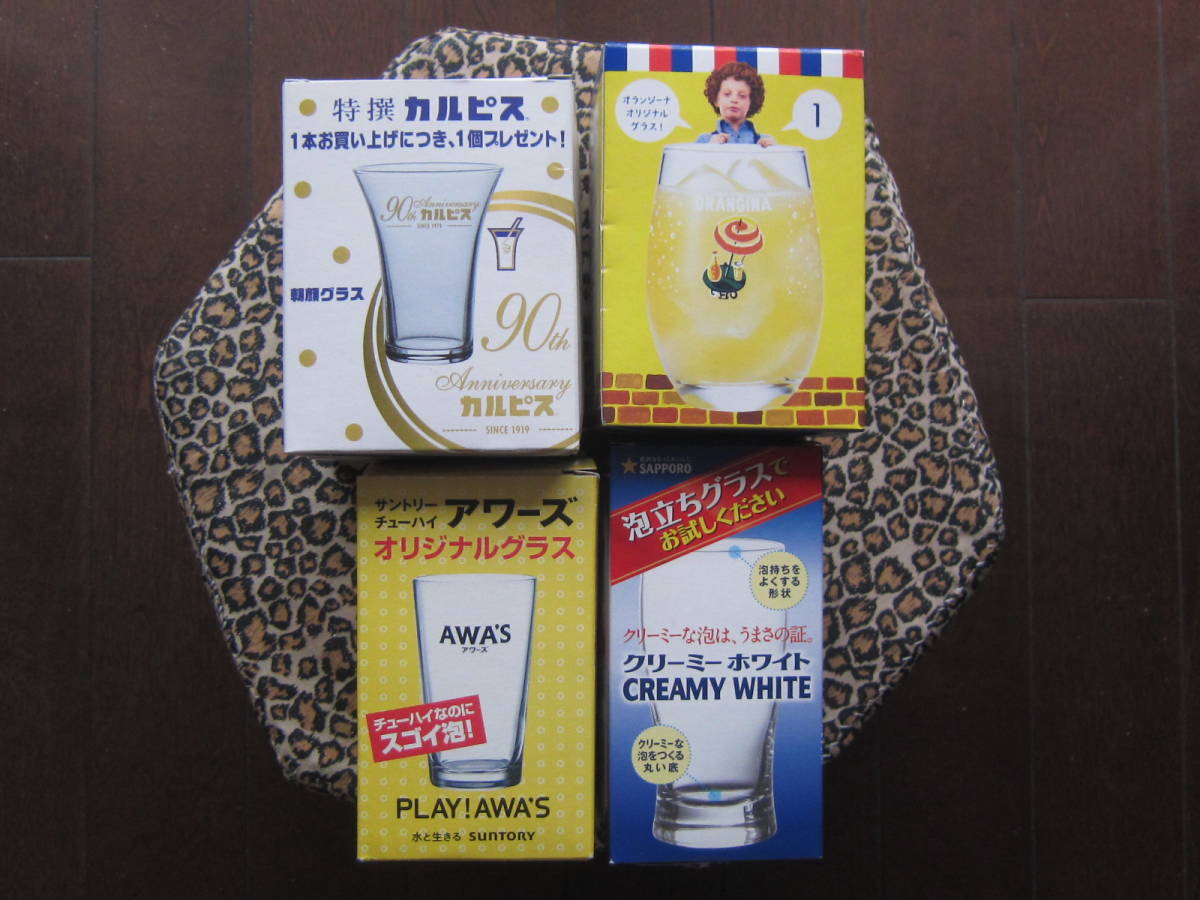 特撰 カルピス®
1本お買い上げにつき、1個プレゼント!
90th Anniversary
カルピス
SINCE 1919
朝顔グラス
90th
Anniversary
カルピス®
SINCE 1919
オランジーナ
オリジナル
グラス!
1
ORANGINA
サントリー
チューハイ
アワーズ
オリジナルグラス
AWA'S
アワーズ
チューハイなのに
スゴイ泡!
PLAY!AWA'S
水と生きる SUNTORY
SAPPORO
泡立ちグラスで
お試しください
泡持ちを
よくする
形状
クリーミーな泡は、うまさの証。
クリーミー ホワイト
CREAMY WHITE
クリーミーな
泡をつくる
丸い底